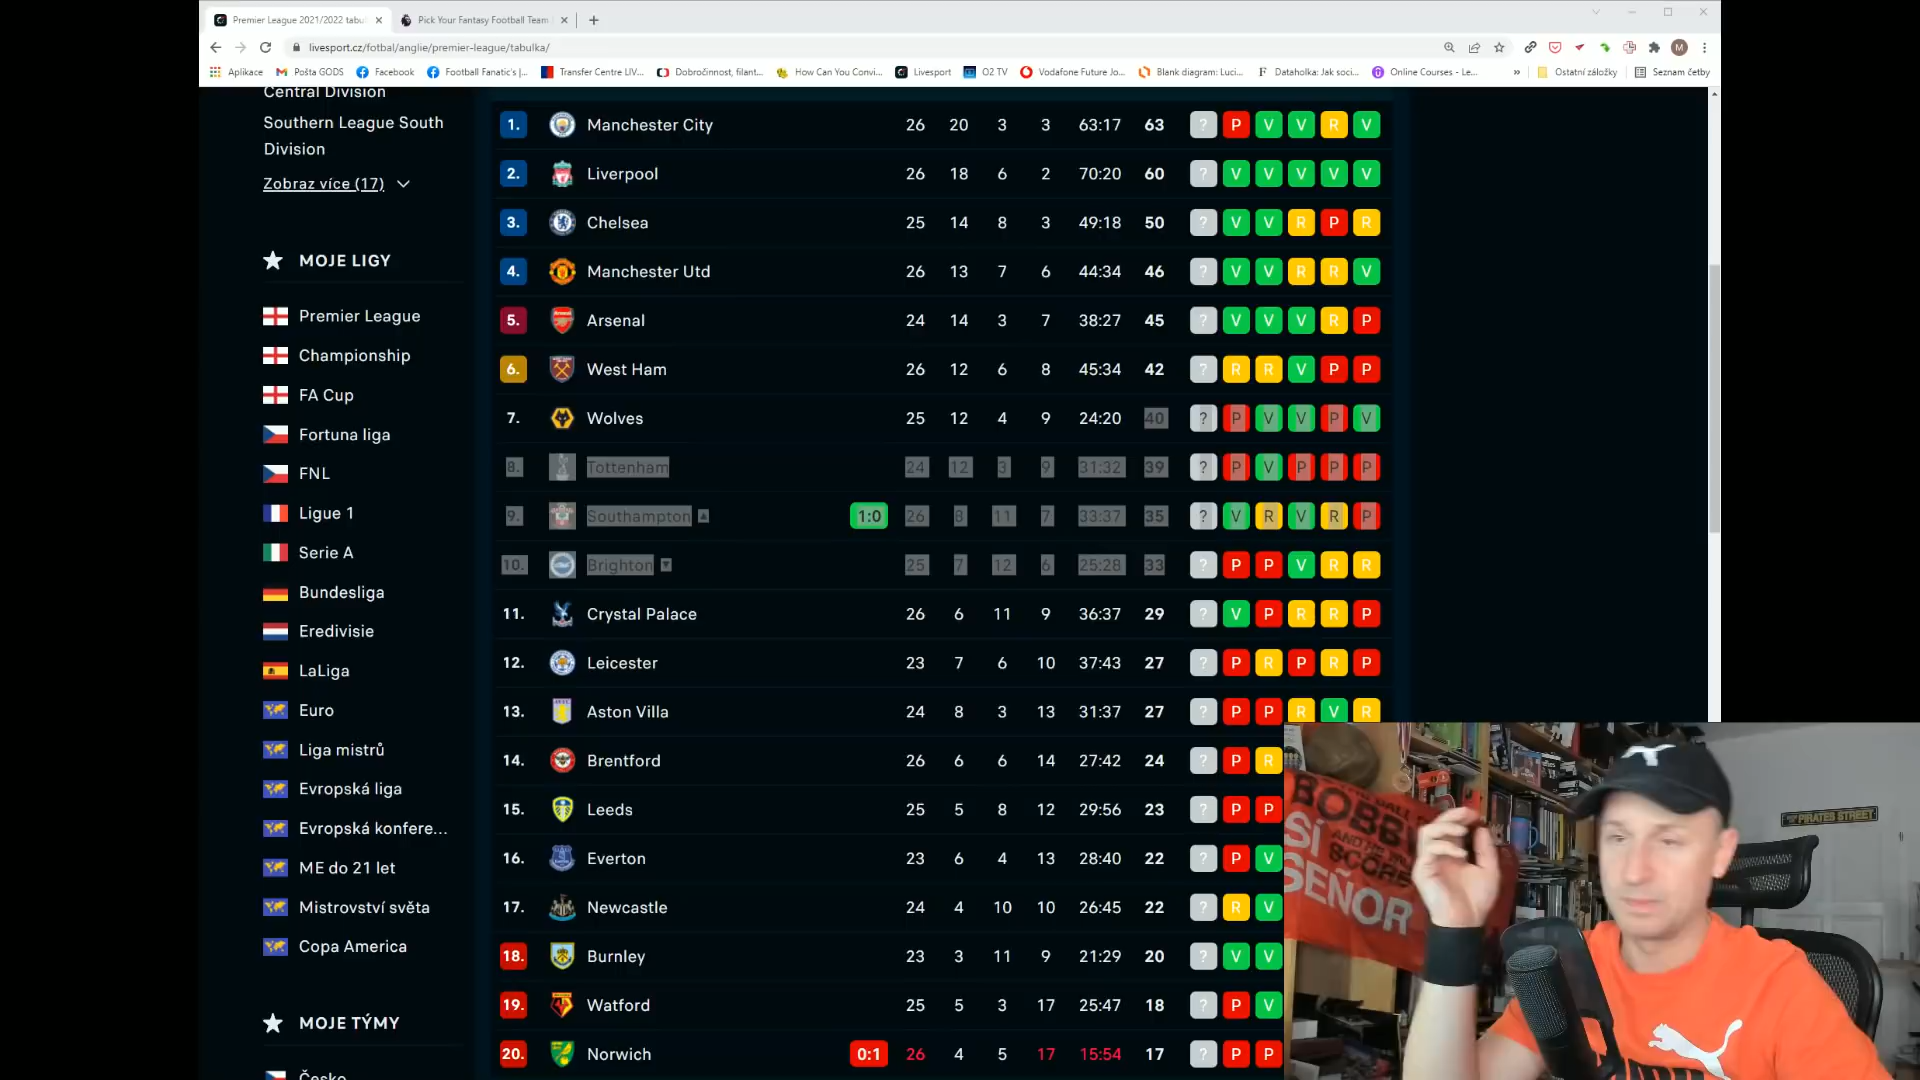 Premier League 2021/2022 tabu
Pick Your Fantasy Football Team
livesport.cz/fotbal/anglie/premier-league/tabulka/
M
Aplikace
Pošta GODS
Facebook
Football Fanatic's |...
Transfer Centre LIV...
Dobročinnost, filant...
How Can You Convi...
Livesport
O2 TV
Vodafone Future Jo...
Blank diagram: Luci...
Dataholka: Jak soci...
Online Courses - Le...
»
Ostatní záložky
Seznam četby
Central Division
Southern League South
Division
Zobraz více (17)
MOJE LIGY
Premier League
Championship
FA Cup
Fortuna liga
FNL
Ligue 1
Serie A
Bundesliga
Eredivisie
LaLiga
Euro
Liga mistrů
Evropská liga
Evropská konfere...
ME do 21 let
Mistrovství světa
Copa America
MOJE TÝMY
Česko
1. Manchester City 26 20 3 3 63:17 63 ? P V V R V
2. Liverpool 26 18 6 2 70:20 60 ? V V V V V
3. Chelsea 25 14 8 3 49:18 50 ? V V R P R
4. Manchester Utd 26 13 7 6 44:34 46 ? V V R R V
5. Arsenal 24 14 3 7 38:27 45 ? V V V R P
6. West Ham 26 12 6 8 45:34 42 ? R R V P P
7. Wolves 25 12 4 9 24:20 40 ? P V V P V
8. Tottenham 24 12 3 9 31:32 39 ? P V P P P
9. Southampton 1:0 26 8 11 7 33:37 35 ? V R V R P
10. Brighton 25 7 12 6 25:28 33 ? P P V R R
11. Crystal Palace 26 6 11 9 36:37 29 ? V P R R P
12. Leicester 23 7 6 10 37:43 27 ? P R P R P
13. Aston Villa 24 8 3 13 31:37 27 ? P P R V R
14. Brentford 26 6 6 14 27:42 24 ? P R
15. Leeds 25 5 8 12 29:56 23 ? P P
16. Everton 23 6 4 13 28:40 22 ? P V
17. Newcastle 24 4 10 10 26:45 22 ? R V
18. Burnley 23 3 11 9 21:29 20 ? V V
19. Watford 25 5 3 17 25:47 18 ? P V
20. Norwich 0:1 26 4 5 17 15:54 17 ? P P
BOBBY
SÍ
SEÑOR
PIRATES STREET